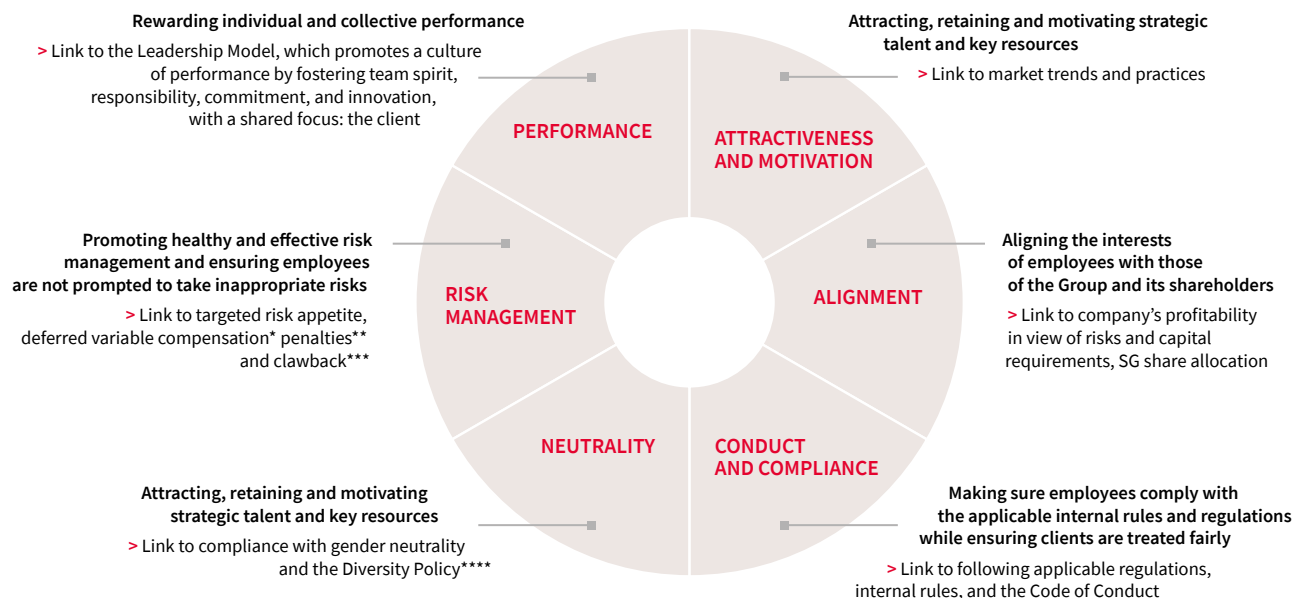 Rewarding individual and collective performance
> Link to the Leadership Model, which promotes a culture
of performance by fostering team spirit,
responsibility, commitment, and innovation,
with a shared focus: the client
PERFORMANCE
Attracting, retaining and motivating strategic
talent and key resources
> Link to market trends and practices
ATTRACTIVENESS
AND MOTIVATION
Promoting healthy and effective risk
management and ensuring employees
are not prompted to take inappropriate risks
> Link to targeted risk appetite,
deferred variable compensation* penalties**
and clawback***
RISK
MANAGEMENT
ALIGNMENT
Aligning the interests
of employees with those
of the Group and its shareholders
> Link to company’s profitability
in view of risks and capital
requirements, SG share allocation
NEUTRALITY
Attracting, retaining and motivating
strategic talent and key resources
> Link to compliance with gender neutrality
and the Diversity Policy****
CONDUCT
AND COMPLIANCE
Making sure employees comply with
the applicable internal rules and regulations
while ensuring clients are treated fairly
> Link to following applicable regulations,
internal rules, and the Code of Conduct